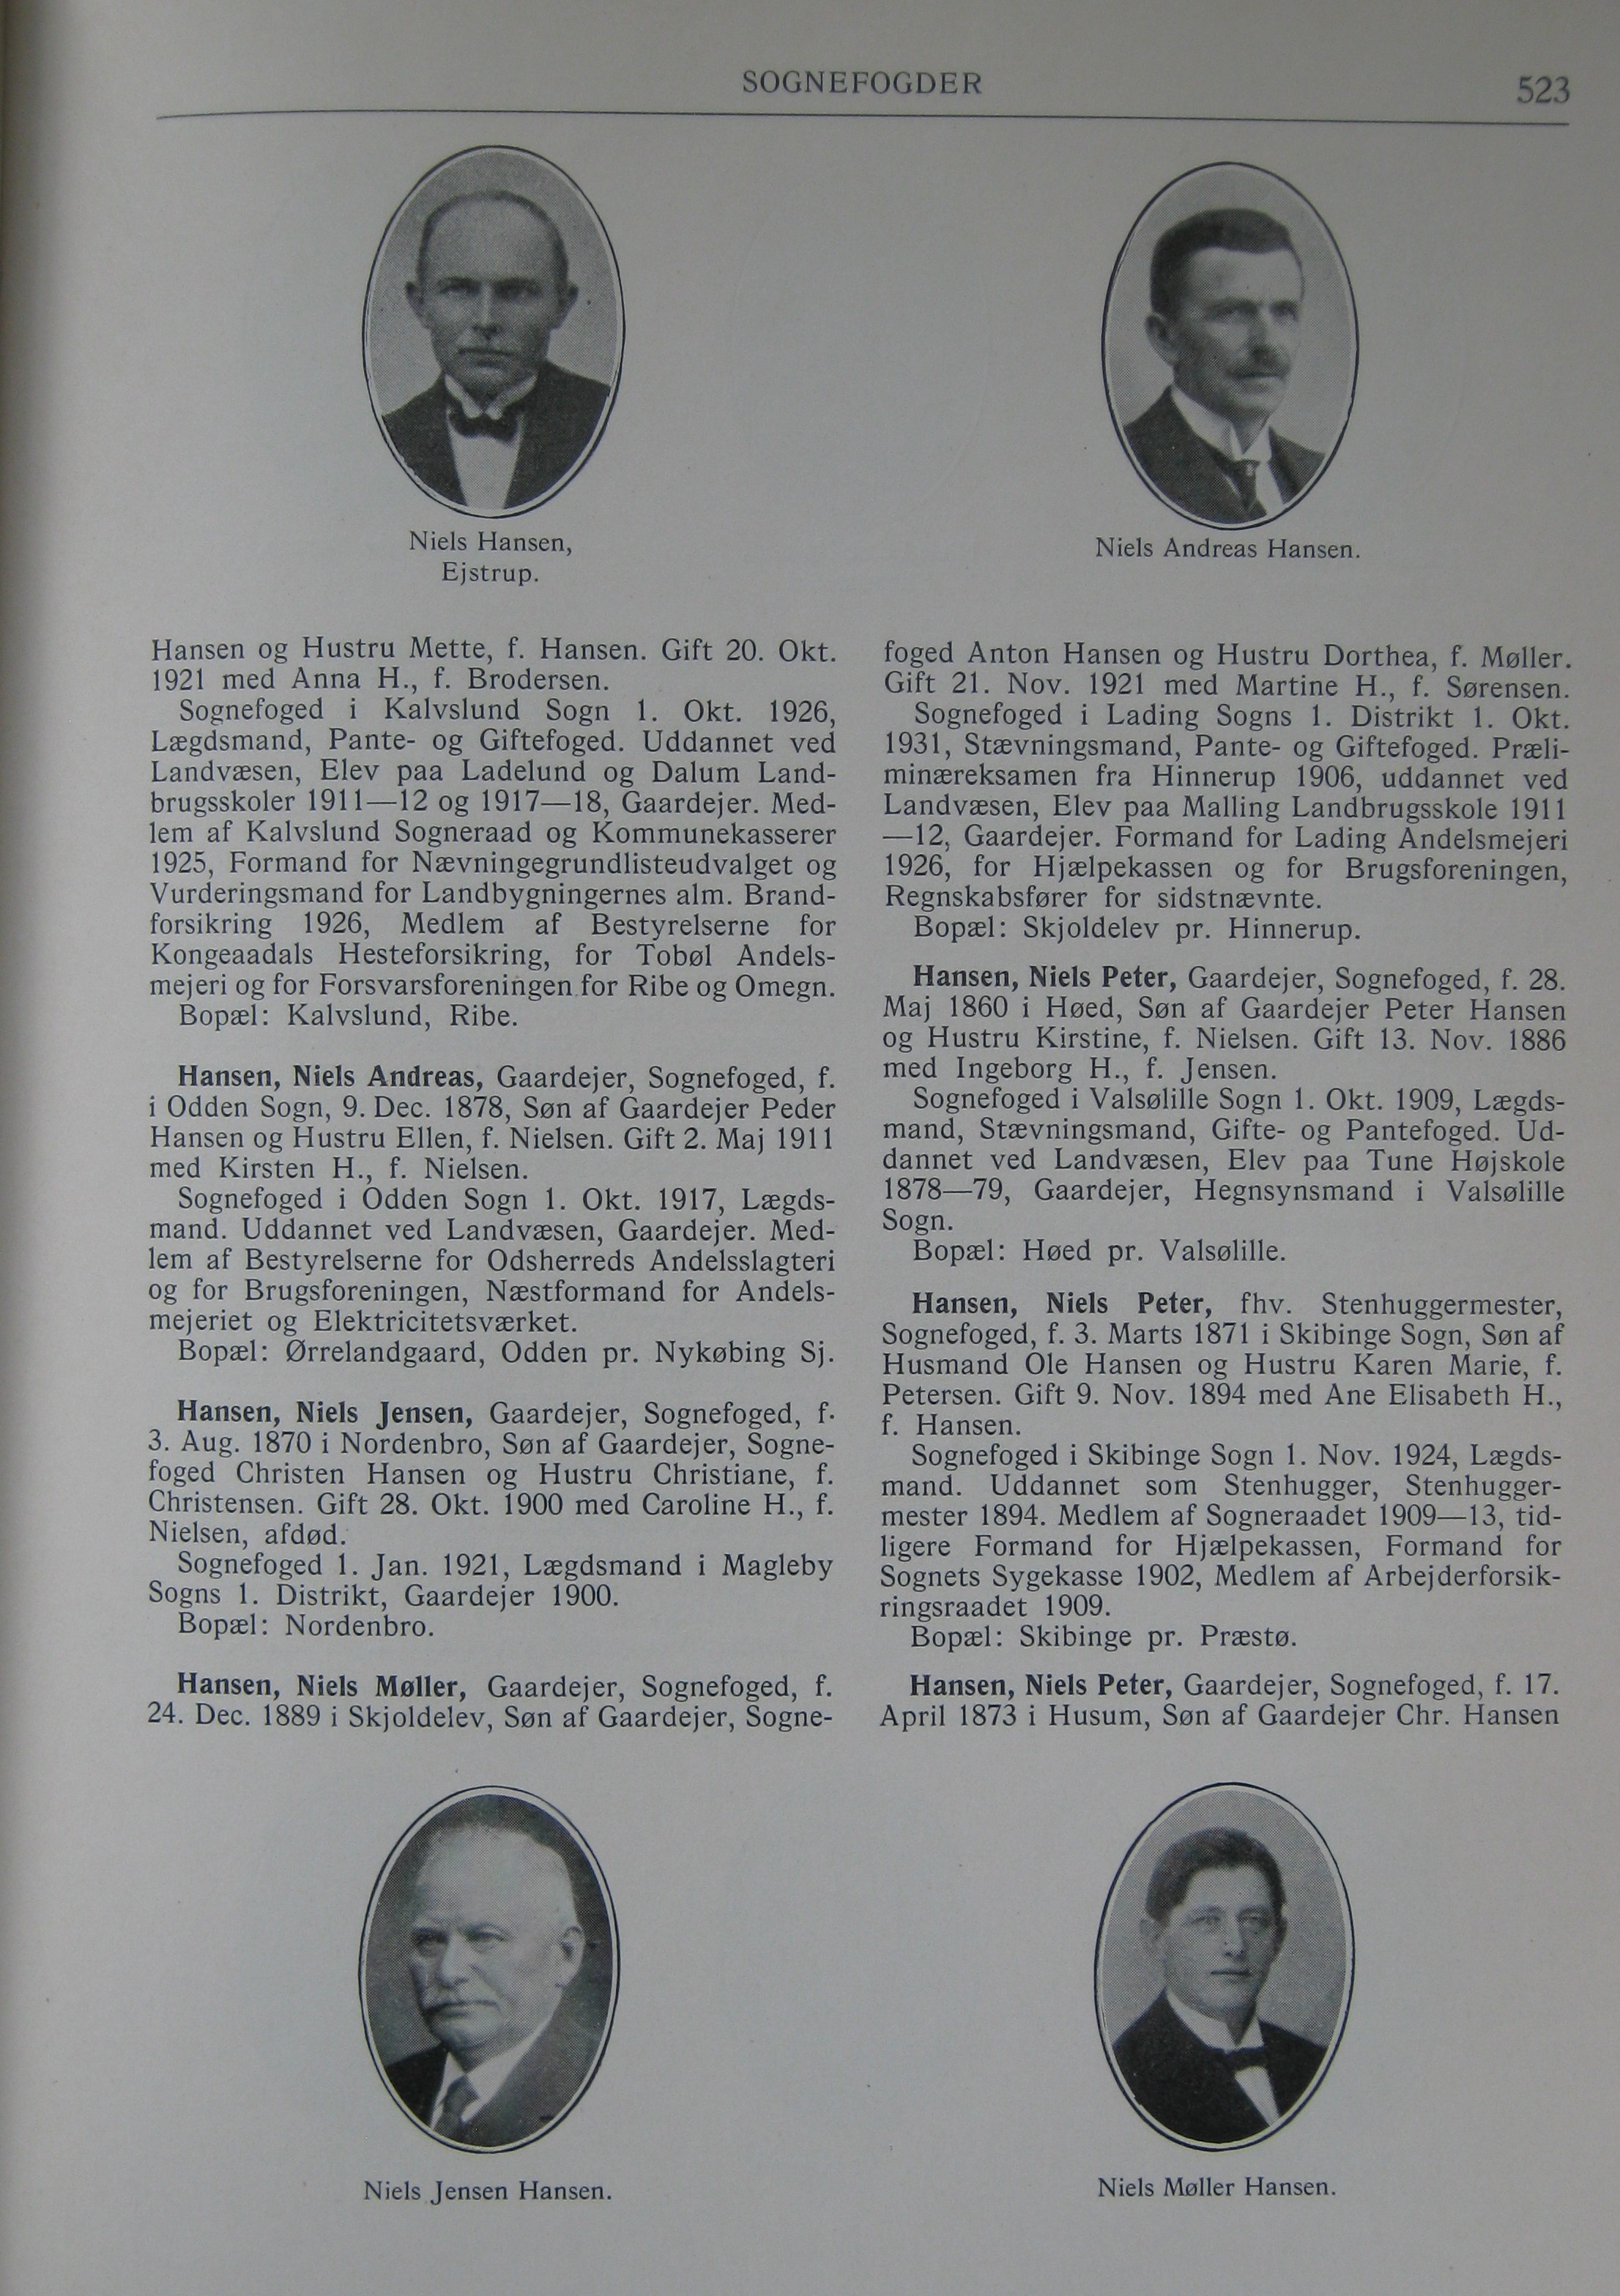 SOGNEFOGDER
523
Niels Hansen,
Ejstrup.
Niels Andreas Hansen.
Hansen og Hustru Mette, f. Hansen. Gift 20. Okt.
1921 med Anna H., f. Brodersen.
Sognefoged i Kalvslund Sogn 1. Okt. 1926,
Lægdsmand, Pante- og Giftefoged. Uddannet ved
Landvæsen, Elev paa Ladelund og Dalum Land-
brugsskoler 1911—12 og 1917—18, Gaardejer. Med-
lem af Kalvslund Sogneraad og Kommunekasserer
1925, Formand for Nævningegrundlisteudvalget og
Vurderingsmand for Landbygningernes alm. Brand-
forsikring 1926, Medlem af Bestyrelserne for
Kongeaadals Hesteforsikring, for Tobøl Andels-
mejeri og for Forsvarsforeningen for Ribe og Omegn.
Bopæl: Kalvslund, Ribe.
Hansen, Niels Andreas, Gaardejer, Sognefoged, f.
i Odden Sogn, 9. Dec. 1878, Søn af Gaardejer Peder
Hansen og Hustru Ellen, f. Nielsen. Gift 2. Maj 1911
med Kirsten H., f. Nielsen.
Sognefoged i Odden Sogn 1. Okt. 1917, Lægds-
mand. Uddannet ved Landvæsen, Gaardejer. Med-
lem af Bestyrelserne for Odsherreds Andelsslagteri
og for Brugsforeningen, Næstformand for Andels-
mejeriet og Elektricitetsværket.
Bopæl: Ørrelandgaard, Odden pr. Nykøbing Sj.
Hansen, Niels Jensen, Gaardejer, Sognefoged, f.
3. Aug. 1870 i Nordenbro, Søn af Gaardejer, Sogne-
foged Christen Hansen og Hustru Christiane, f.
Christensen. Gift 28. Okt. 1900 med Caroline H., f.
Nielsen, afdød.
Sognefoged 1. Jan. 1921, Lægdsmand i Magleby
Sogns 1. Distrikt, Gaardejer 1900.
Bopæl: Nordenbro.
Hansen, Niels Møller, Gaardejer, Sognefoged, f.
24. Dec. 1889 i Skjoldelev, Søn af Gaardejer, Sogne-
foged Anton Hansen og Hustru Dorthea, f. Møller.
Gift 21. Nov. 1921 med Martine H., f. Sørensen.
Sognefoged i Lading Sogns 1. Distrikt 1. Okt.
1931, Stævningsmand, Pante- og Giftefoged. Præli-
minæreksamen fra Hinnerup 1906, uddannet ved
Landvæsen, Elev paa Malling Landbrugsskole 1911
—12, Gaardejer. Formand for Lading Andelsmejeri
1926, for Hjælpekassen og for Brugsforeningen,
Regnskabsfører for sidstnævnte.
Bopæl: Skjoldelev pr. Hinnerup.
Hansen, Niels Peter, Gaardejer, Sognefoged, f. 28.
Maj 1860 i Høed, Søn af Gaardejer Peter Hansen
og Hustru Kirstine, f. Nielsen. Gift 13. Nov. 1886
med Ingeborg H., f. Jensen.
Sognefoged i Valsølille Sogn 1. Okt. 1909, Lægds-
mand, Stævningsmand, Gifte- og Pantefoged. Ud-
dannet ved Landvæsen, Elev paa Tune Højskole
1878—79, Gaardejer, Hegnsynsmand i Valsølille
Sogn.
Bopæl: Høed pr. Valsølille.
Hansen, Niels Peter, fhv. Stenhuggermester,
Sognefoged, f. 3. Marts 1871 i Skibinge Sogn, Søn af
Husmand Ole Hansen og Hustru Karen Marie, f.
Petersen. Gift 9. Nov. 1894 med Ane Elisabeth H.,
f. Hansen.
Sognefoged i Skibinge Sogn 1. Nov. 1924, Lægds-
mand. Uddannet som Stenhugger, Stenhugger-
mester 1894. Medlem af Sogneraadet 1909—13, tid-
ligere Formand for Hjælpekassen, Formand for
Sognets Sygekasse 1902, Medlem af Arbejderforsik-
ringsraadet 1909.
Bopæl: Skibinge pr. Præstø.
Hansen, Niels Peter, Gaardejer, Sognefoged, f. 17.
April 1873 i Husum, Søn af Gaardejer Chr. Hansen
Niels Jensen Hansen.
Niels Møller Hansen.